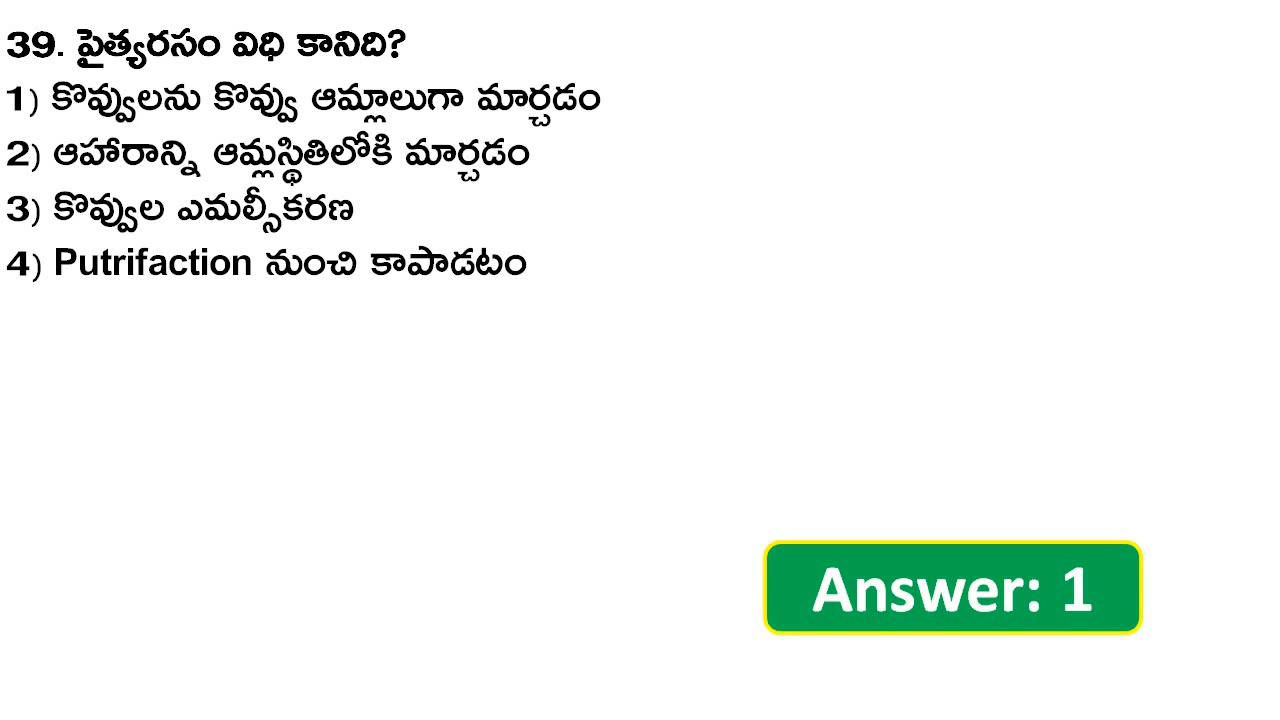 39. పైత్యరసం విధి కానిది?
1) కొవ్వులను కొవ్వు ఆమ్లాలుగా మార్చడం
2) ఆహారాన్ని ఆమ్లస్థితిలోకి మార్చడం
3) కొవ్వుల ఎమల్సీకరణ
4) Putrifaction నుంచి కాపాడటం
Answer: 1